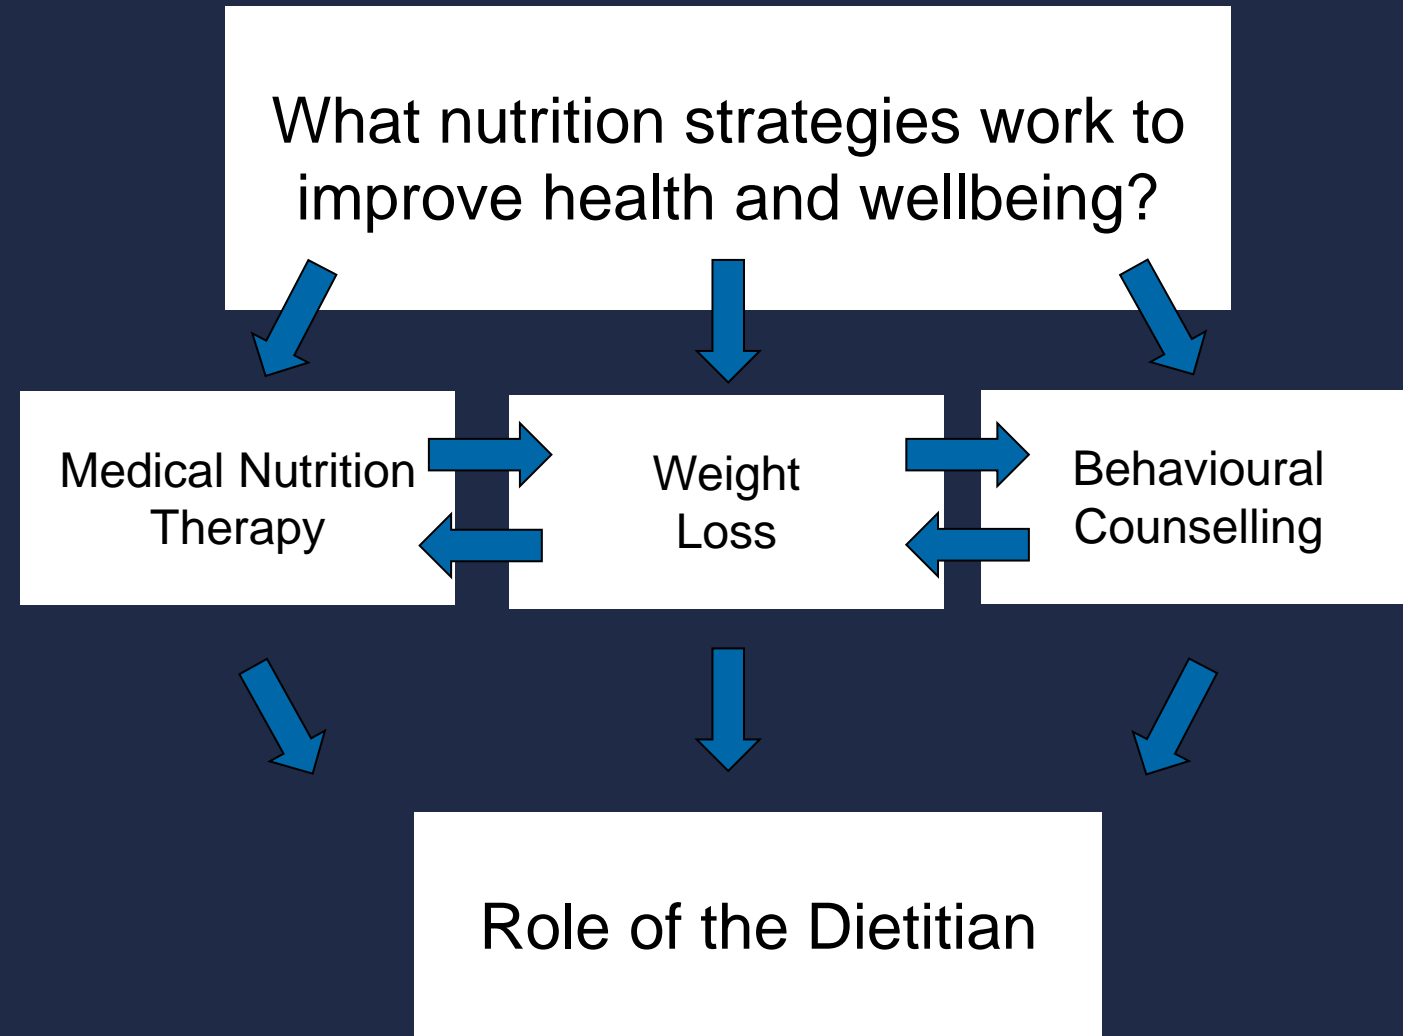 What nutrition strategies work to
improve health and wellbeing?
Medical Nutrition
Therapy
Weight
Loss
Behavioural
Counselling
Role of the Dietitian